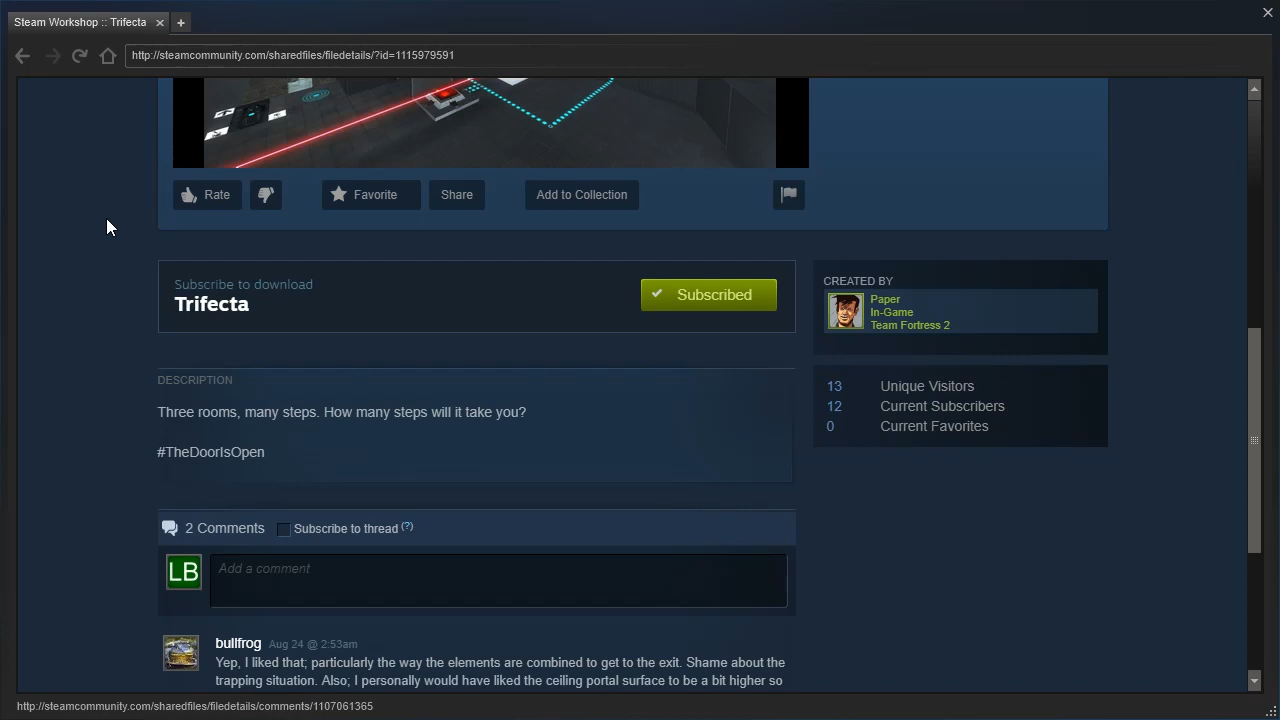 Steam Workshop :: Trifecta
http://steamcommunity.com/sharedfiles/filedetails/?id=1115979591
Rate
Favorite
Share
Add to Collection
Subscribe to download
Trifecta
Subscribed
CREATED BY
Paper
In-Game
Team Fortress 2
13 Unique Visitors
12 Current Subscribers
0 Current Favorites
DESCRIPTION
Three rooms, many steps. How many steps will it take you?
#TheDoorIsOpen
2 Comments Subscribe to thread (?)
LB
Add a comment
bullfrog Aug 24 @ 2:53am
Yep, I liked that; particularly the way the elements are combined to get to the exit. Shame about the
trapping situation. Also; I personally would have liked the ceiling portal surface to be a bit higher so
http://steamcommunity.com/sharedfiles/filedetails/comments/1107061365